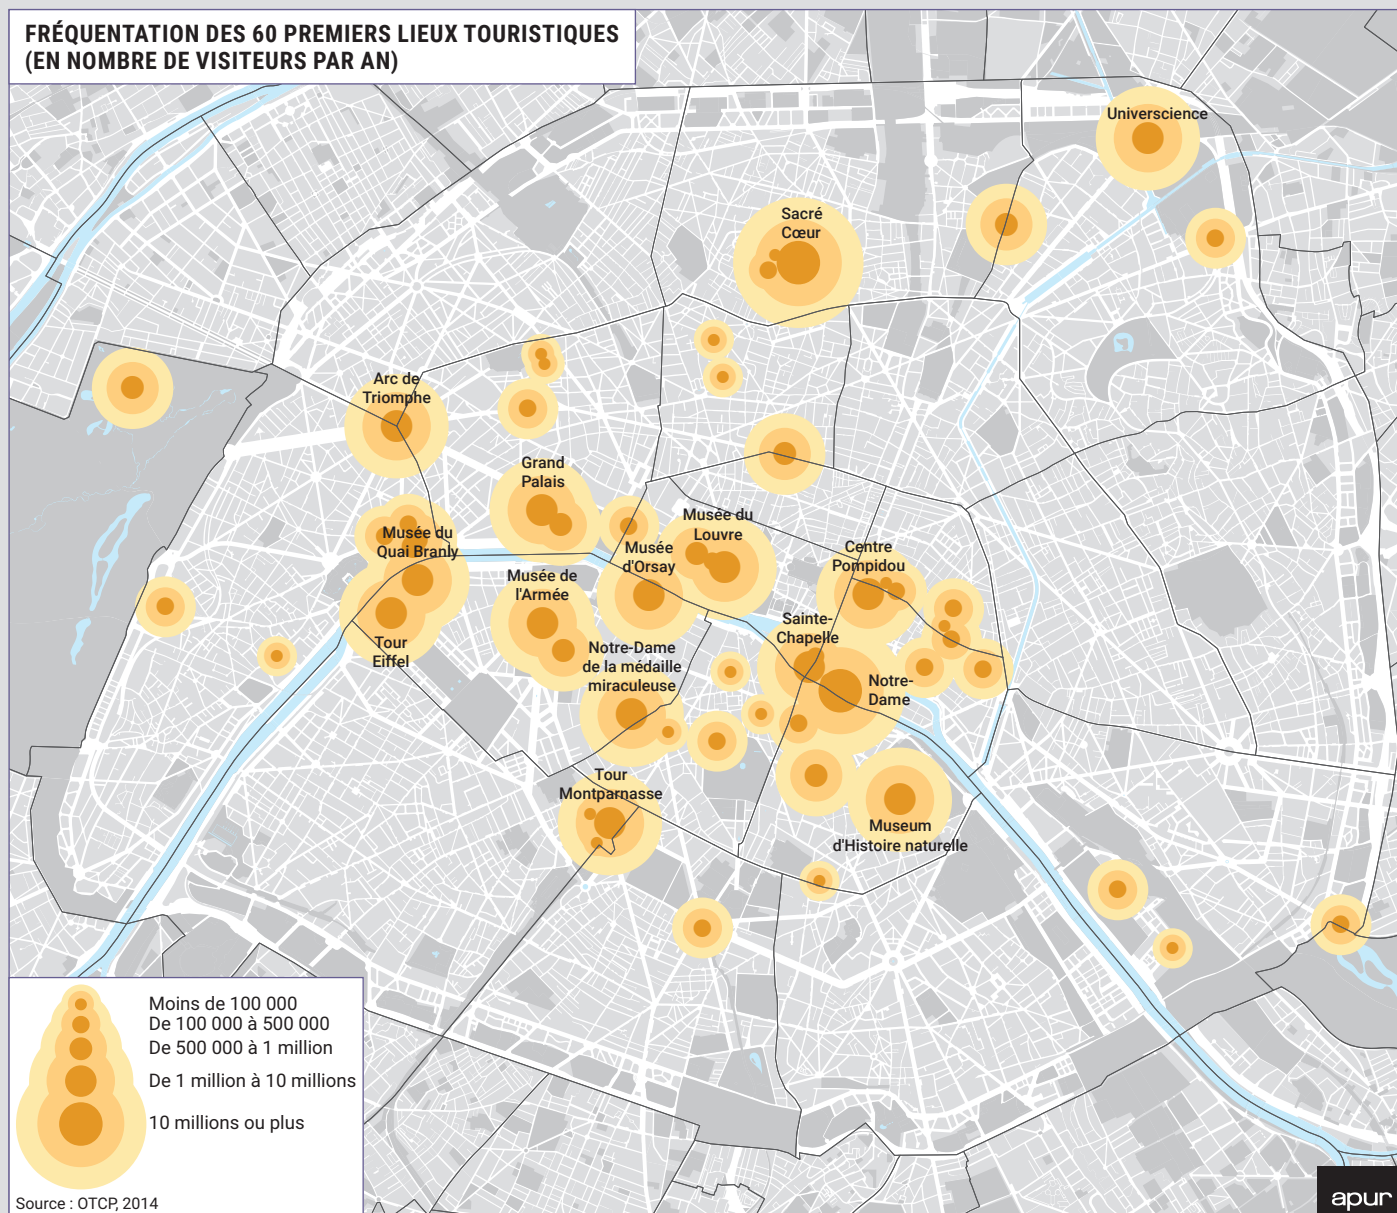 FRÉQUENTATION DES 60 PREMIERS LIEUX TOURISTIQUES
(EN NOMBRE DE VISITEURS PAR AN)
Universcience
Sacré
Cœur
Arc de
Triomphe
Grand
Palais
Musée du
Louvre
Musée du
Quai Branly
Musée
d'Orsay
Centre
Pompidou
Musée de
l'Armée
Sainte-
Chapelle
Tour
Eiffel
Notre-Dame
de la médaille
miraculeuse
Notre-
Dame
Tour
Montparnasse
Museum
d'Histoire naturelle
Moins de 100 000
De 100 000 à 500 000
De 500 000 à 1 million
De 1 million à 10 millions
10 millions ou plus
Source : OTCP, 2014
apur